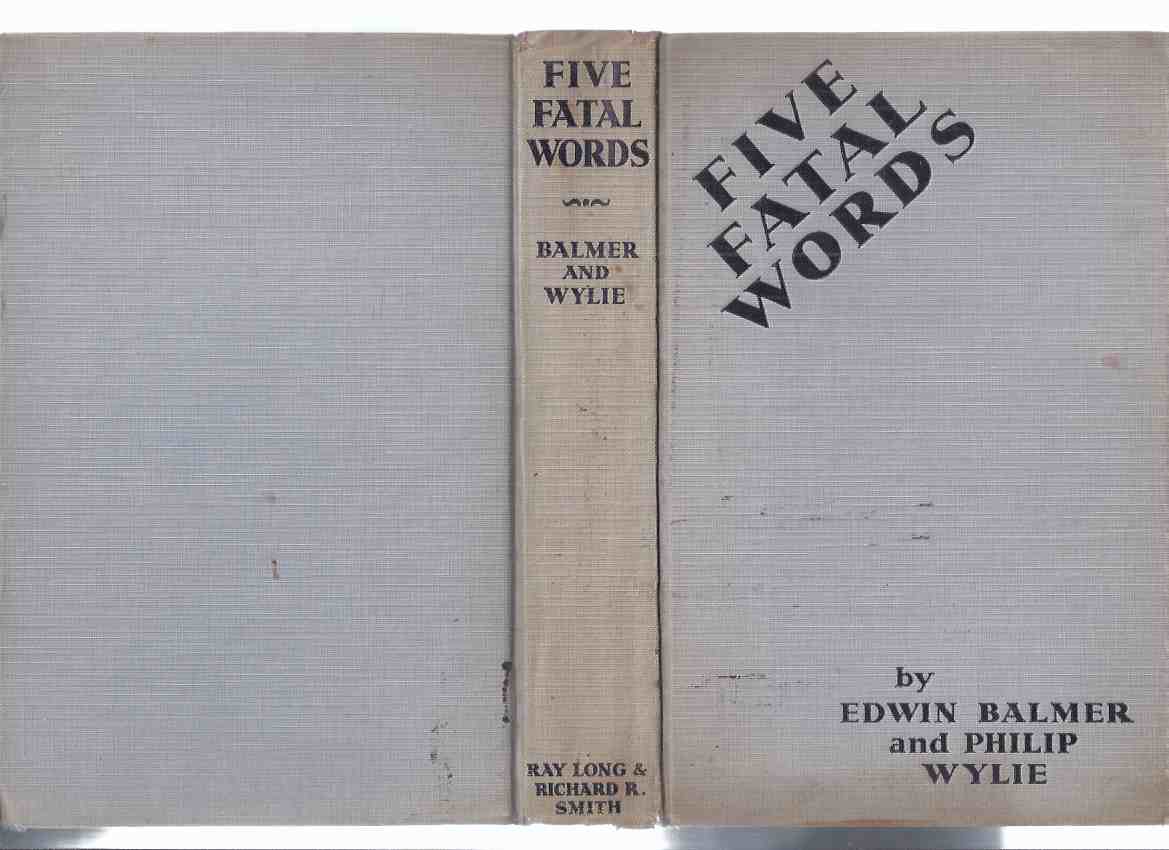 FIVE
FATAL
WORDS
BALMER
AND
WYLIE
RAY LONG &
RICHARD R.
SMITH
FIVE
FATAL
WORDS
by
EDWIN BALMER
and PHILIP
WYLIE